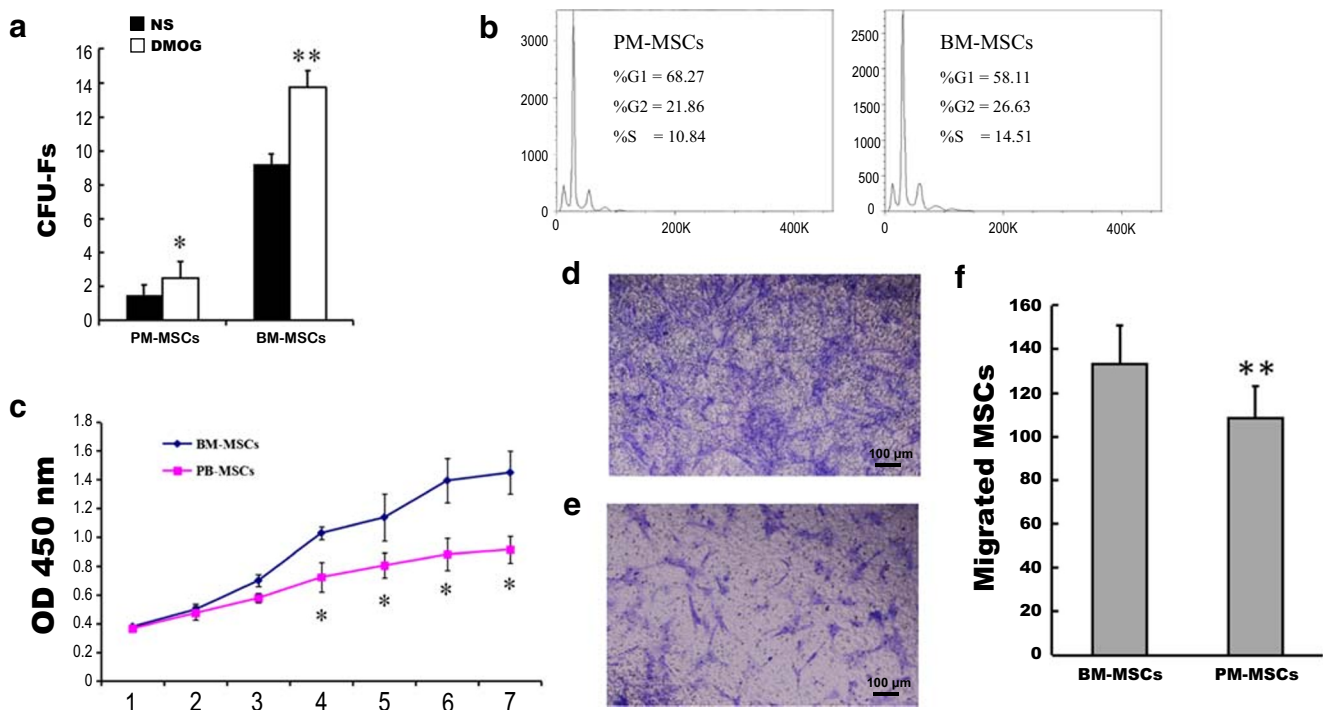 a
NS
DMOG
16
14
12
10
8
6
4
2
0
CFU-Fs
*
**
PM-MSCs
BM-MSCs
b
3000
2000
1000
0
PM-MSCs
%G1 = 68.27
%G2 = 21.86
%S = 10.84
0
200K
400K
2500
2000
1500
1000
500
0
BM-MSCs
%G1 = 58.11
%G2 = 26.63
%S = 14.51
0
200K
400K
c
1.8
1.6
1.4
1.2
1.0
0.8
0.6
0.4
0.2
0
OD 450 nm
BM-MSCs
PB-MSCs
* * * *
1 2 3 4 5 6 7
d
100 µm
e
100 µm
f
160
140
120
100
80
60
40
20
0
Migrated MSCs
**
BM-MSCs
PM-MSCs